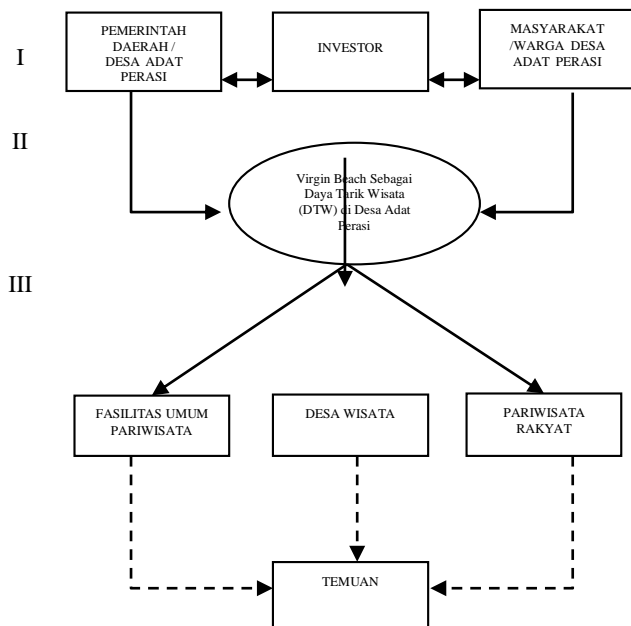 I
PEMERINTAH
DAERAH /
DESA ADAT
PERASI
INVESTOR
MASYARAKAT
/WARGA DESA
ADAT PERASI
II
Virgin Beach Sebagai
Daya Tarik Wisata
(DTW) di Desa Adat
Perasi
III
FASILITAS UMUM
PARIWISATA
DESA WISATA
PARIWISATA
RAKYAT
TEMUAN